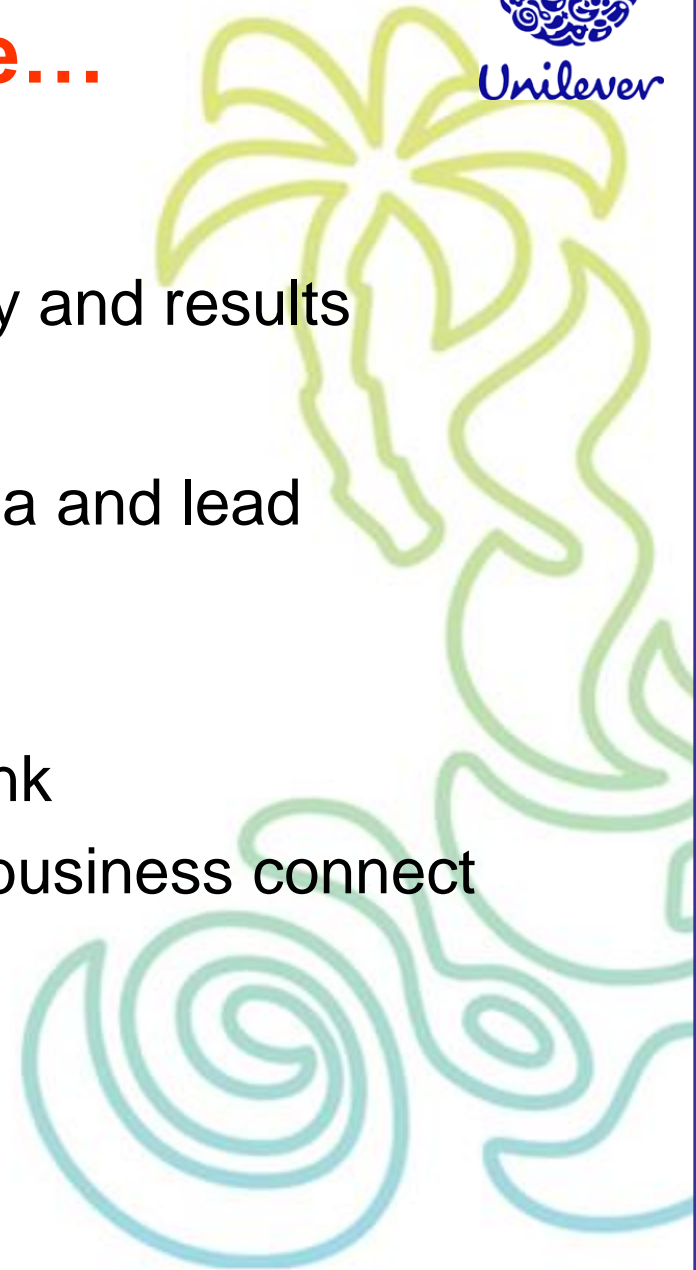 e...
Unilever
y and results
a and lead
nk
business connect